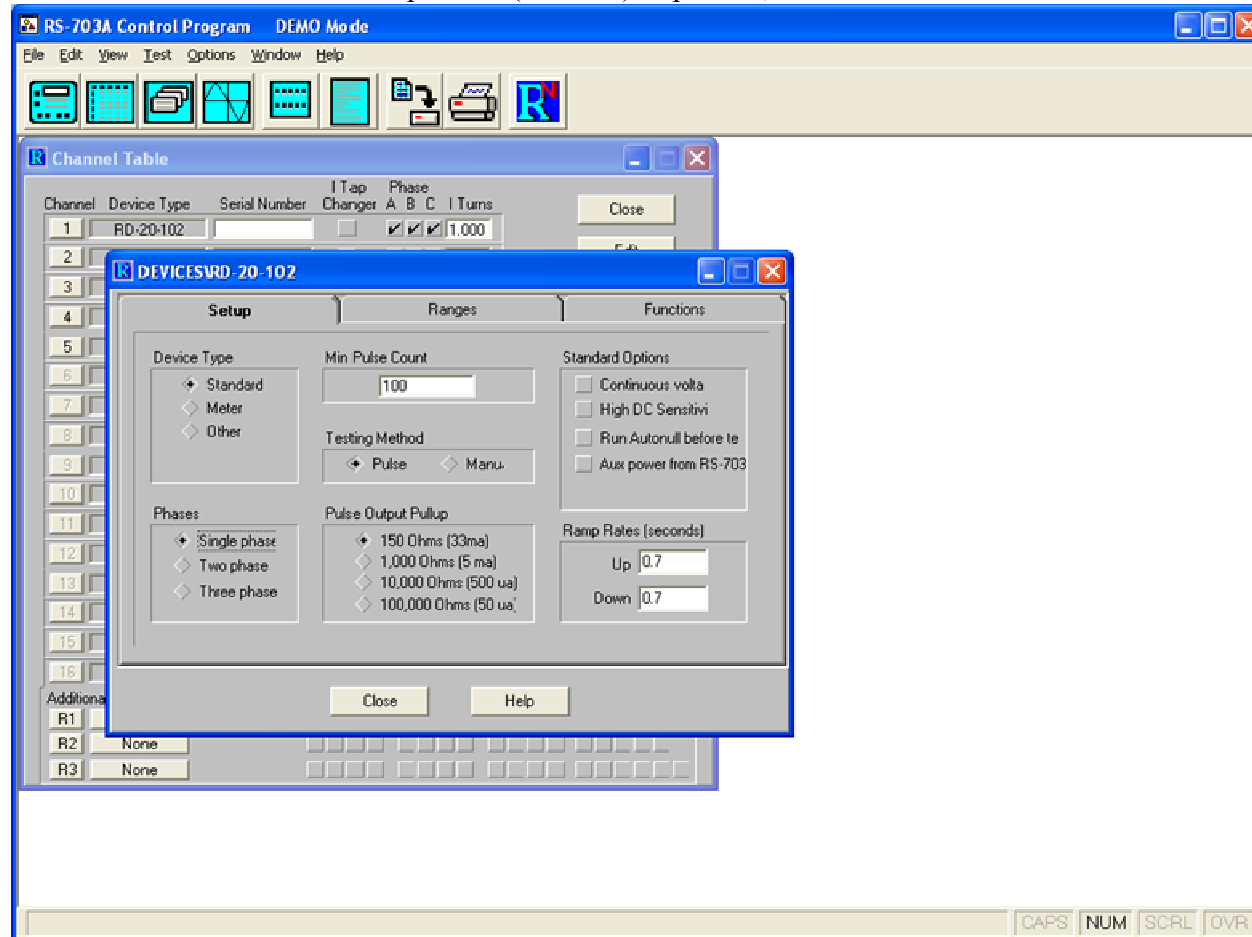 RS-703A Control Program DEMO Mode
File Edit View Test Options Window Help
Channel Table
I Tap Phase
Channel Device Type Serial Number Changer A B C I Turns
Close
1 RD-20-102 1.000
2
3
4
5
6
7
8
9
10
11
12
13
14
15
16
DEVICES\RD-20-102
Setup Ranges Functions
Device Type
Standard
Meter
Other
Min Pulse Count
100
Testing Method
Pulse Manu
Standard Options
Continuous volta
High DC Sensitivi
Run Autonull before te
Aux power from RS-703
Phases
Single phase
Two phase
Three phase
Pulse Output Pullup
150 Ohms (33ma)
1,000 Ohms (5 ma)
10,000 Ohms (500 ua)
100,000 Ohms (50 ua)
Ramp Rates (seconds)
Up 0.7
Down 0.7
Close Help
Additiona
R1
R2 None
R3 None
CAPS NUM SCRL OVR